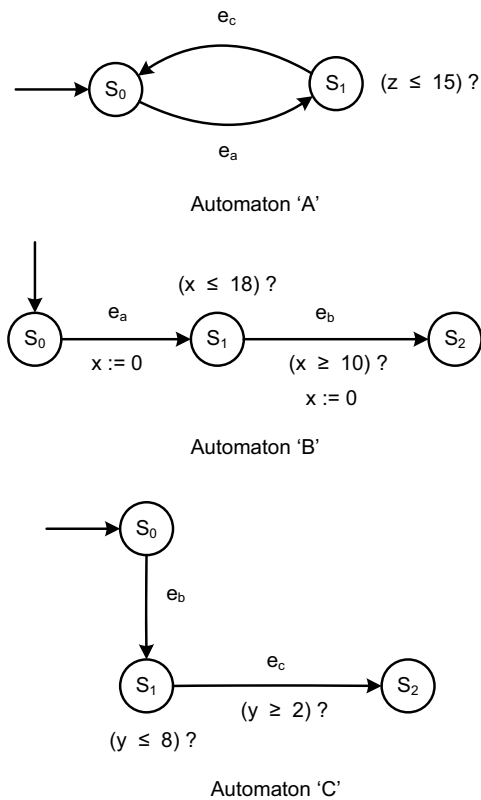 e_c
S_0
S_1
(z ≤ 15) ?
e_a
Automaton ‘A’
(x ≤ 18) ?
e_a
e_b
S_0
S_1
S_2
x := 0
(x ≥ 10) ?
x := 0
Automaton ‘B’
S_0
e_b
e_c
S_1
S_2
(y ≥ 2) ?
(y ≤ 8) ?
Automaton ‘C’